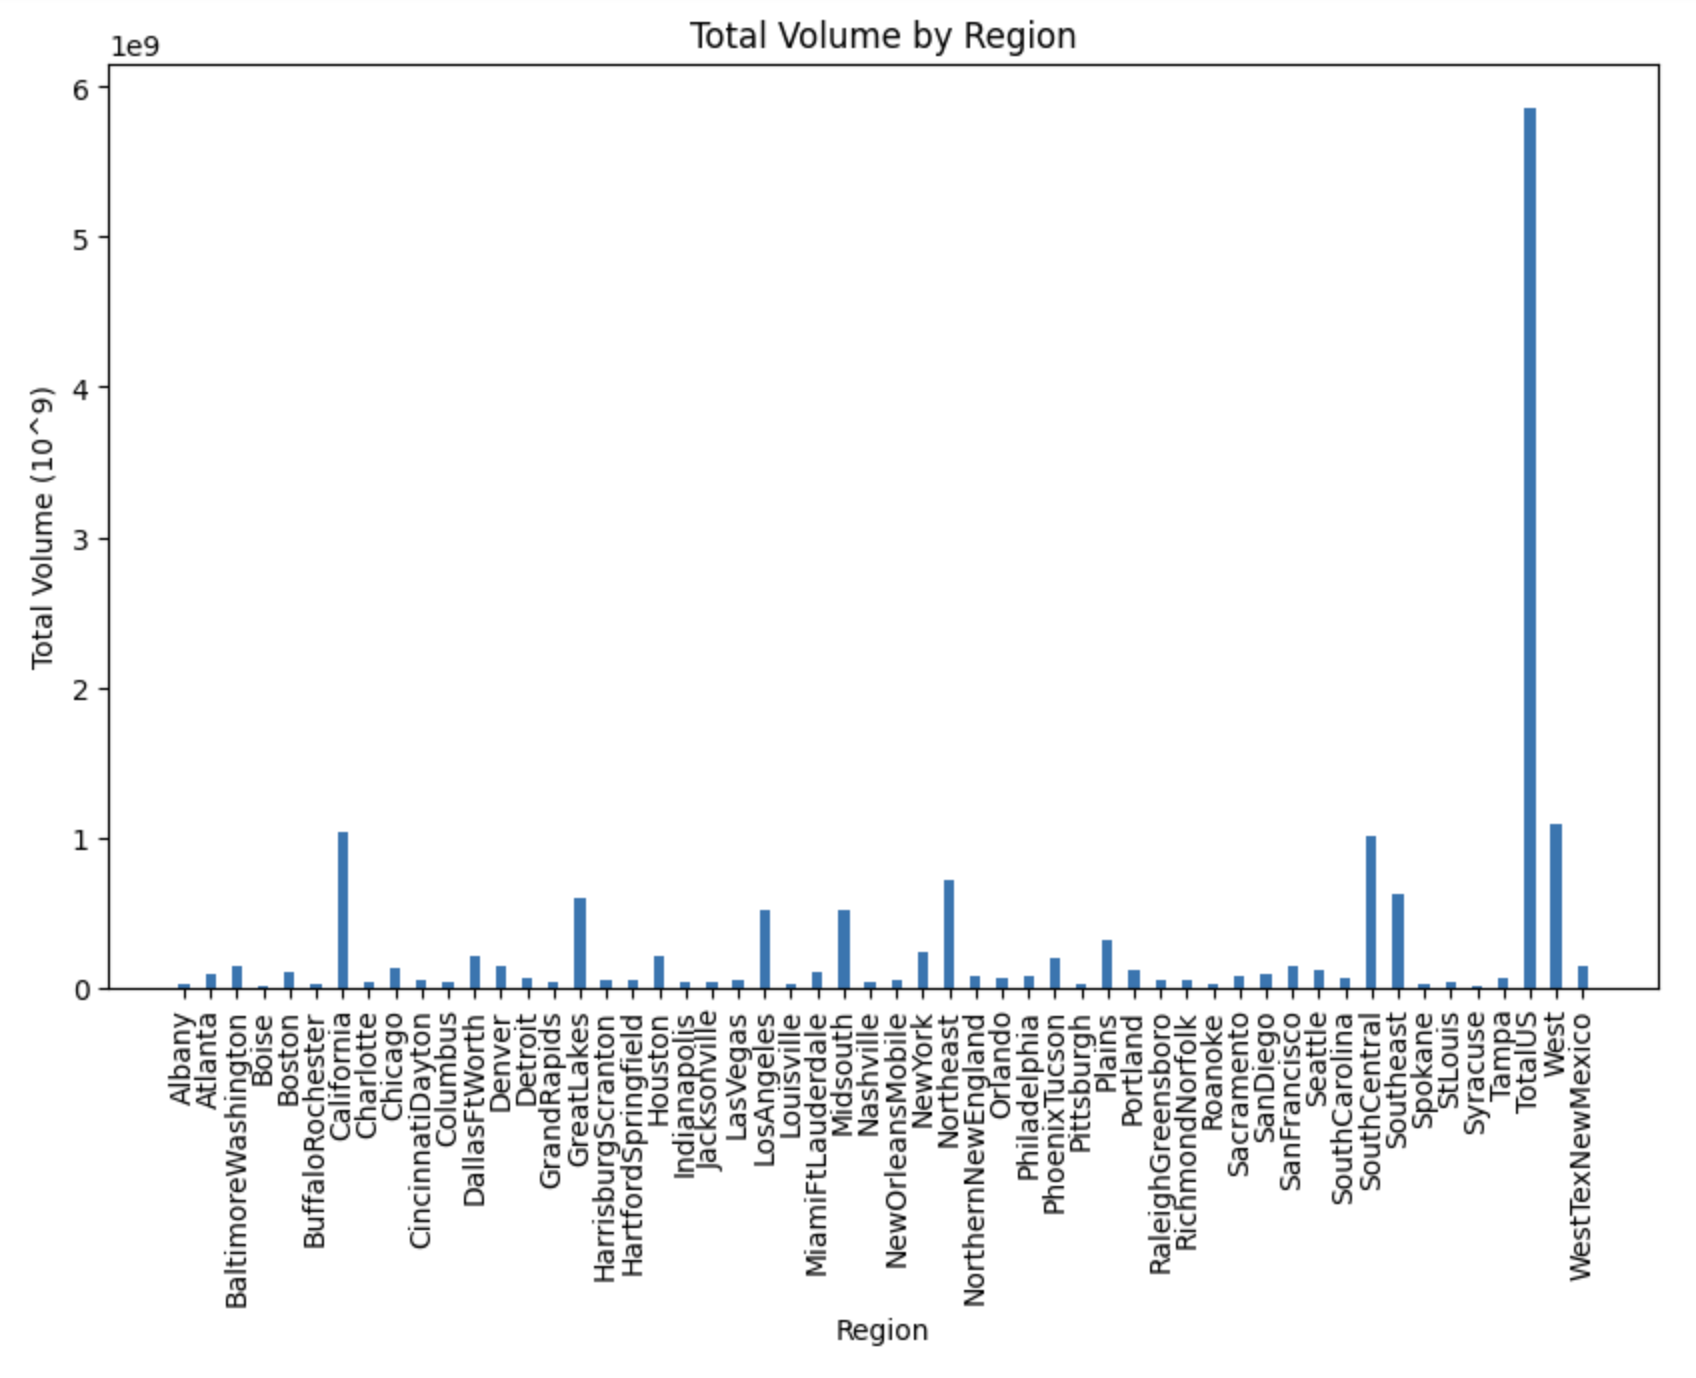 Total Volume by Region
1e9
6
5
4
3
2
1
0
Total Volume (10^9)
Albany
Atlanta
BaltimoreWashington
Boise
Boston
BuffaloRochester
California
Charlotte
Chicago
CincinnatiDayton
Columbus
DallasFtWorth
Denver
Detroit
GrandRapids
GreatLakes
HarrisburgScranton
HartfordSpringfield
Houston
Indianapolis
Jacksonville
LasVegas
LosAngeles
Louisville
MiamiFtLauderdale
Midsouth
Nashville
NewOrleansMobile
NewYork
Northeast
NorthernNewEngland
Orlando
Philadelphia
PhoenixTucson
Pittsburgh
Plains
Portland
RaleighGreensboro
RichmondNorfolk
Roanoke
Sacramento
SanDiego
SanFrancisco
Seattle
SouthCarolina
SouthCentral
Southeast
Spokane
StLouis
Syracuse
Tampa
TotalUS
West
WestTexNewMexico
Region